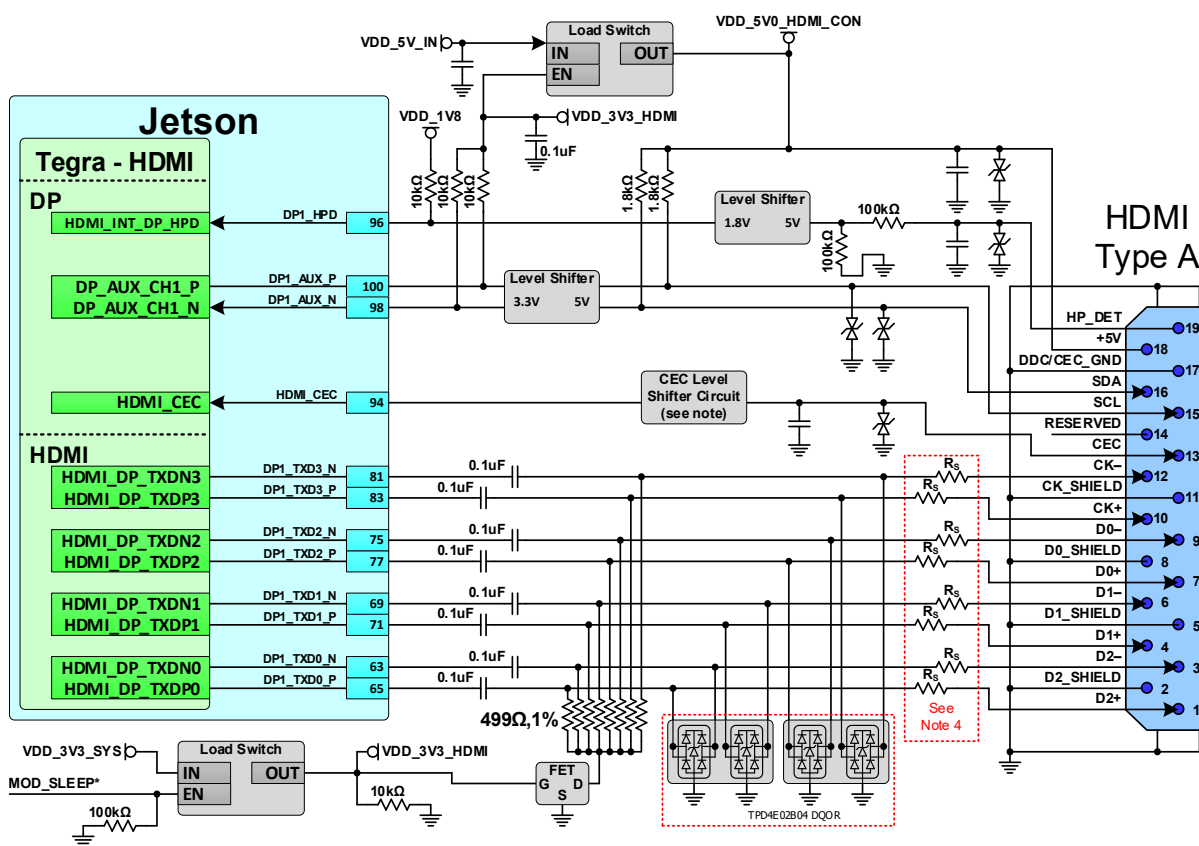 VDD_5V0_HDMI_CON
Load Switch
VDD_5V_IN
IN
OUT
EN
Jetson
VDD_1V8
VDD_3V3_HDMI
0.1uF
Tegra - HDMI
10kΩ
10kΩ
10kΩ
1.8kΩ
1.8kΩ
DP
Level Shifter
1.8V
5V
100kΩ
100kΩ
HDMI
Type A
HDMI_INT_DP_HPD
DP1_HPD
96
DP_AUX_CH1_P
DP1_AUX_P
100
DP_AUX_CH1_N
DP1_AUX_N
98
Level Shifter
3.3V
5V
HP_DET
19
+5V
18
DDC/CEC_GND
17
SDA
16
SCL
15
RESERVED
14
CEC
13
HDMI_CEC
HDMI_CEC
94
CEC Level
Shifter Circuit
(see note)
HDMI
HDMI_DP_TXDN3
DP1_TXD3_N
81
0.1uF
RS
CK–
12
HDMI_DP_TXDP3
DP1_TXD3_P
83
0.1uF
RS
CK_SHIELD
11
CK+
10
HDMI_DP_TXDN2
DP1_TXD2_N
75
0.1uF
RS
D0–
9
HDMI_DP_TXDP2
DP1_TXD2_P
77
0.1uF
RS
D0_SHIELD
8
D0+
7
HDMI_DP_TXDN1
DP1_TXD1_N
69
0.1uF
RS
D1–
6
HDMI_DP_TXDP1
DP1_TXD1_P
71
0.1uF
RS
D1_SHIELD
5
D1+
4
HDMI_DP_TXDN0
DP1_TXD0_N
63
0.1uF
RS
D2–
3
HDMI_DP_TXDP0
DP1_TXD0_P
65
0.1uF
RS
D2_SHIELD
2
D2+
1
499Ω,1%
See
Note 4
VDD_3V3_SYS
Load Switch
IN
OUT
EN
VDD_3V3_HDMI
MOD_SLEEP*
100kΩ
10kΩ
FET
G
D
S
TPD4E02B04 DQOR